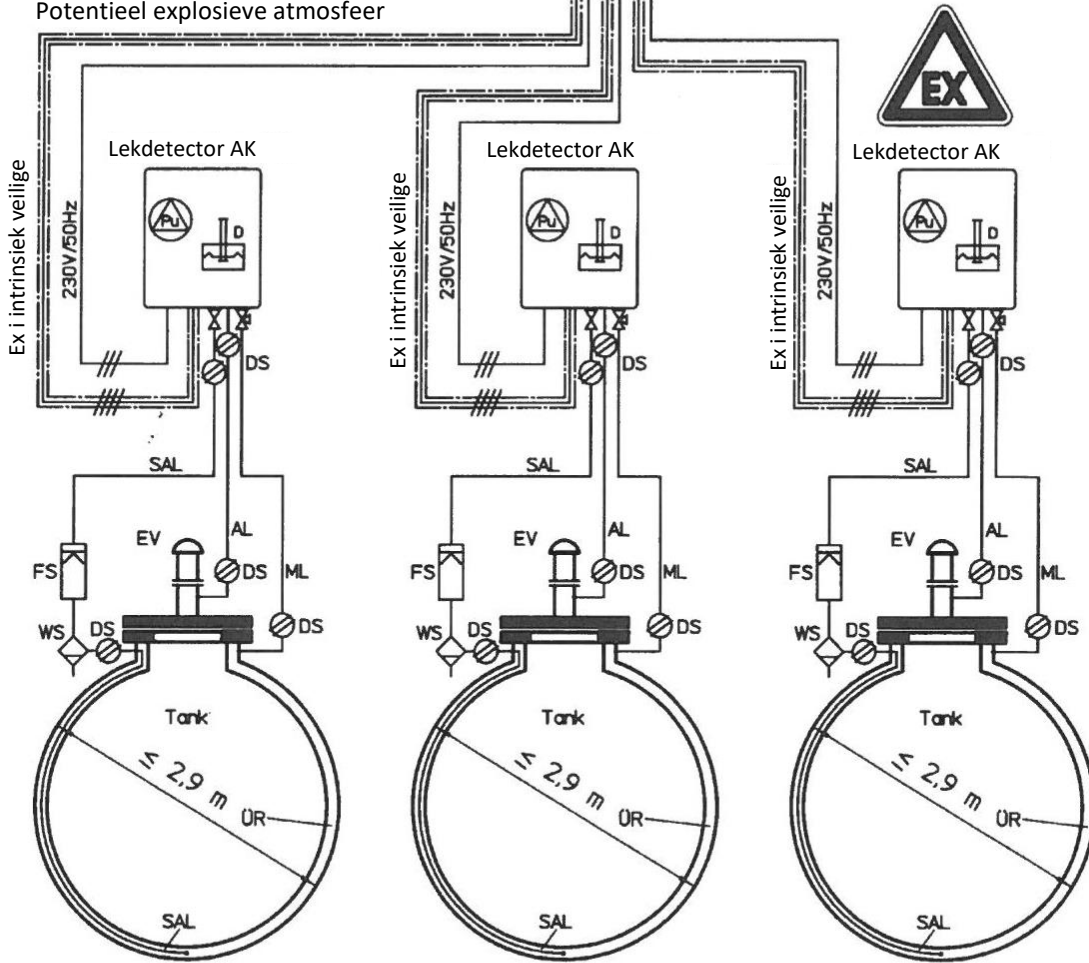 Potentieel explosieve atmosfeer
EX
Lekdetector AK
Lekdetector AK
Lekdetector AK
Ex i intrinsiek veilige
230V/50Hz
Pu
D
Ex i intrinsiek veilige
230V/50Hz
Pu
D
Ex i intrinsiek veilige
230V/50Hz
Pu
D
DS
DS
DS
SAL
SAL
SAL
EV
AL
EV
AL
EV
AL
FS
DS
ML
FS
DS
ML
FS
DS
ML
WS
DS
DS
WS
DS
DS
WS
DS
DS
Tank
Tank
Tank
≤ 2,9 m
≤ 2,9 m
≤ 2,9 m
ÜR
ÜR
ÜR
SAL
SAL
SAL